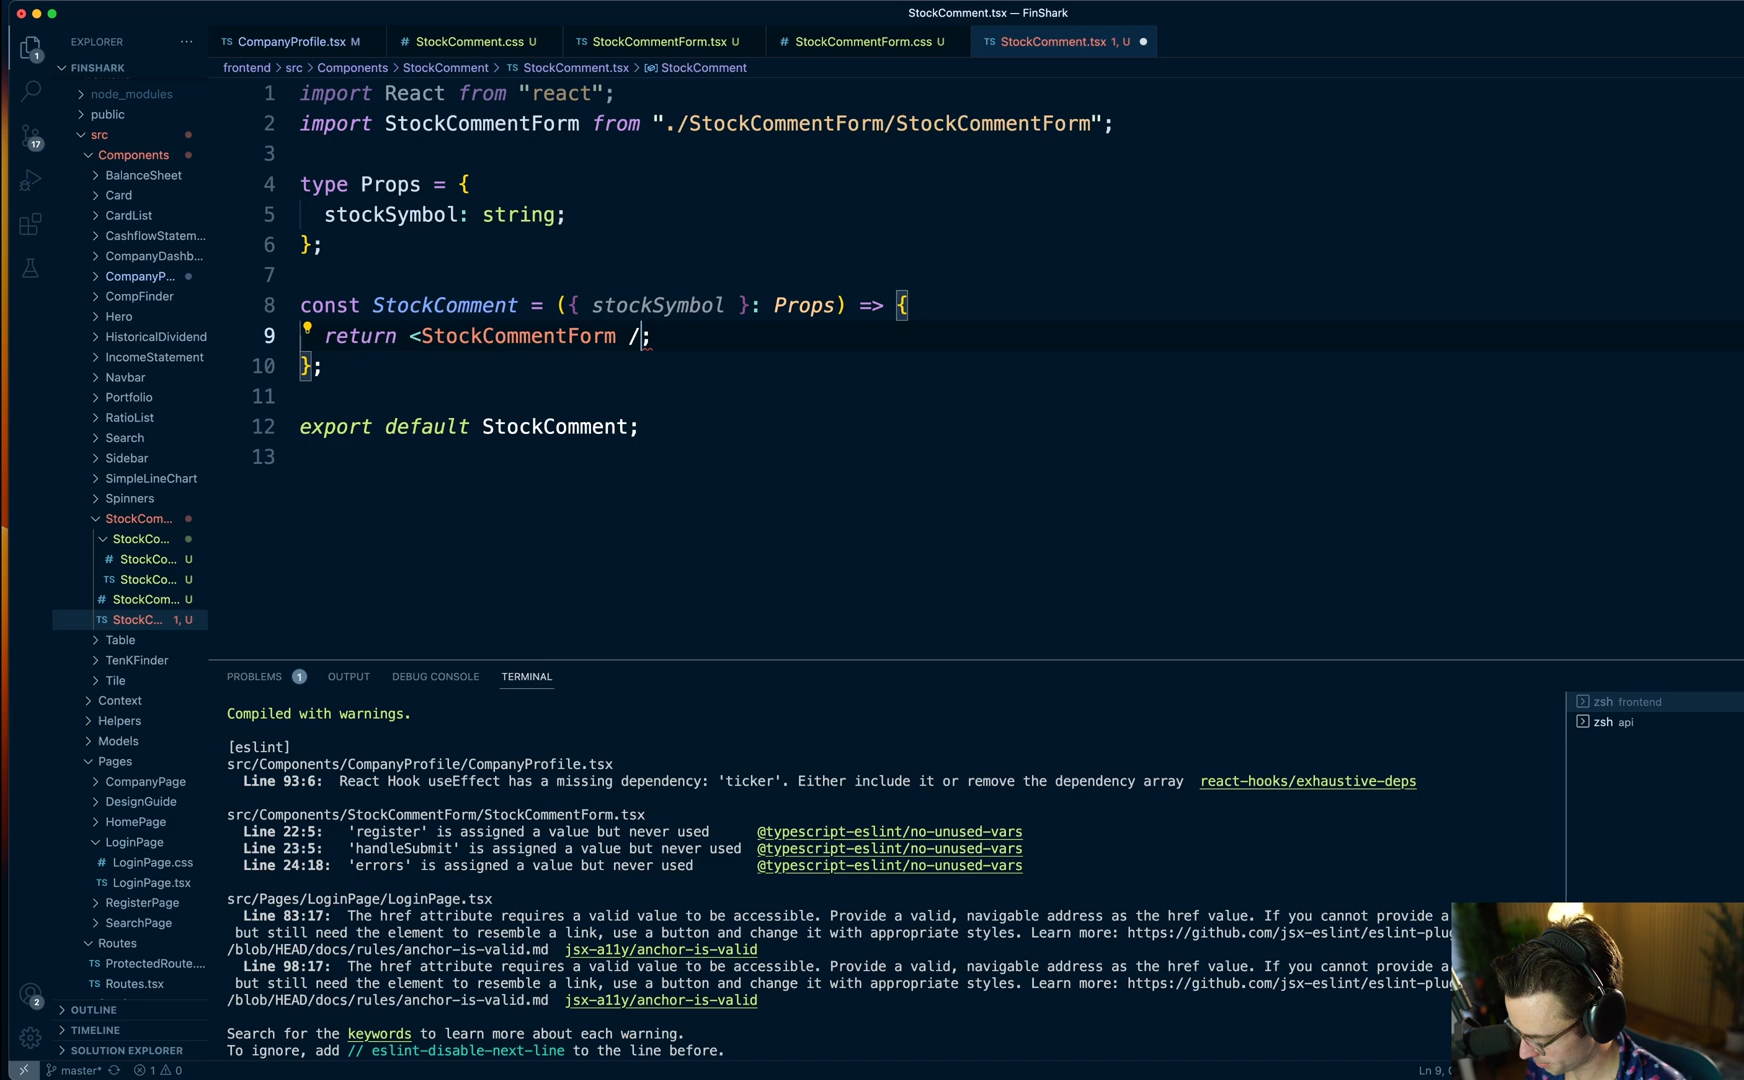 StockComment.tsx — FinShark
EXPLORER
TS CompanyProfile.tsx M
# StockComment.css U
TS StockCommentForm.tsx U
# StockCommentForm.css U
TS StockComment.tsx 1, U
FINSHARK
frontend > src > Components > StockComment > TS StockComment.tsx > StockComment
node_modules
public
src
Components
BalanceSheet
Card
CardList
CashflowStatem...
CompanyDashb...
CompanyP...
CompFinder
Hero
HistoricalDividend
IncomeStatement
Navbar
Portfolio
RatioList
Search
Sidebar
SimpleLineChart
Spinners
StockCom...
StockCo...
# StockCo... U
TS StockCo... U
# StockCom... U
TS StockC... 1, U
Table
TenKFinder
Tile
Context
Helpers
Models
Pages
CompanyPage
DesignGuide
HomePage
LoginPage
# LoginPage.css
TS LoginPage.tsx
RegisterPage
SearchPage
Routes
TS ProtectedRoute....
TS Routes.tsx
OUTLINE
TIMELINE
SOLUTION EXPLORER
1
17
2
1 import React from "react";
2 import StockCommentForm from "./StockCommentForm/StockCommentForm";
3
4 type Props = {
5 stockSymbol: string;
6 };
7
8 const StockComment = ({ stockSymbol }: Props) => {
9 return <StockCommentForm /;
10 };
11
12 export default StockComment;
13
PROBLEMS 1 OUTPUT DEBUG CONSOLE TERMINAL
Compiled with warnings.
[eslint]
src/Components/CompanyProfile/CompanyProfile.tsx
Line 93:6: React Hook useEffect has a missing dependency: 'ticker'. Either include it or remove the dependency array react-hooks/exhaustive-deps
src/Components/StockCommentForm/StockCommentForm.tsx
Line 22:5: 'register' is assigned a value but never used @typescript-eslint/no-unused-vars
Line 23:5: 'handleSubmit' is assigned a value but never used @typescript-eslint/no-unused-vars
Line 24:18: 'errors' is assigned a value but never used @typescript-eslint/no-unused-vars
src/Pages/LoginPage/LoginPage.tsx
Line 83:17: The href attribute requires a valid value to be accessible. Provide a valid, navigable address as the href value. If you cannot provide a
but still need the element to resemble a link, use a button and change it with appropriate styles. Learn more: https://github.com/jsx-eslint/eslint-plug
/blob/HEAD/docs/rules/anchor-is-valid.md jsx-a11y/anchor-is-valid
Line 98:17: The href attribute requires a valid value to be accessible. Provide a valid, navigable address as the href value. If you cannot provide a
but still need the element to resemble a link, use a button and change it with appropriate styles. Learn more: https://github.com/jsx-eslint/eslint-plug
/blob/HEAD/docs/rules/anchor-is-valid.md jsx-a11y/anchor-is-valid
Search for the keywords to learn more about each warning.
To ignore, add // eslint-disable-next-line to the line before.
zsh frontend
zsh api
master* 1 0
Ln 9,